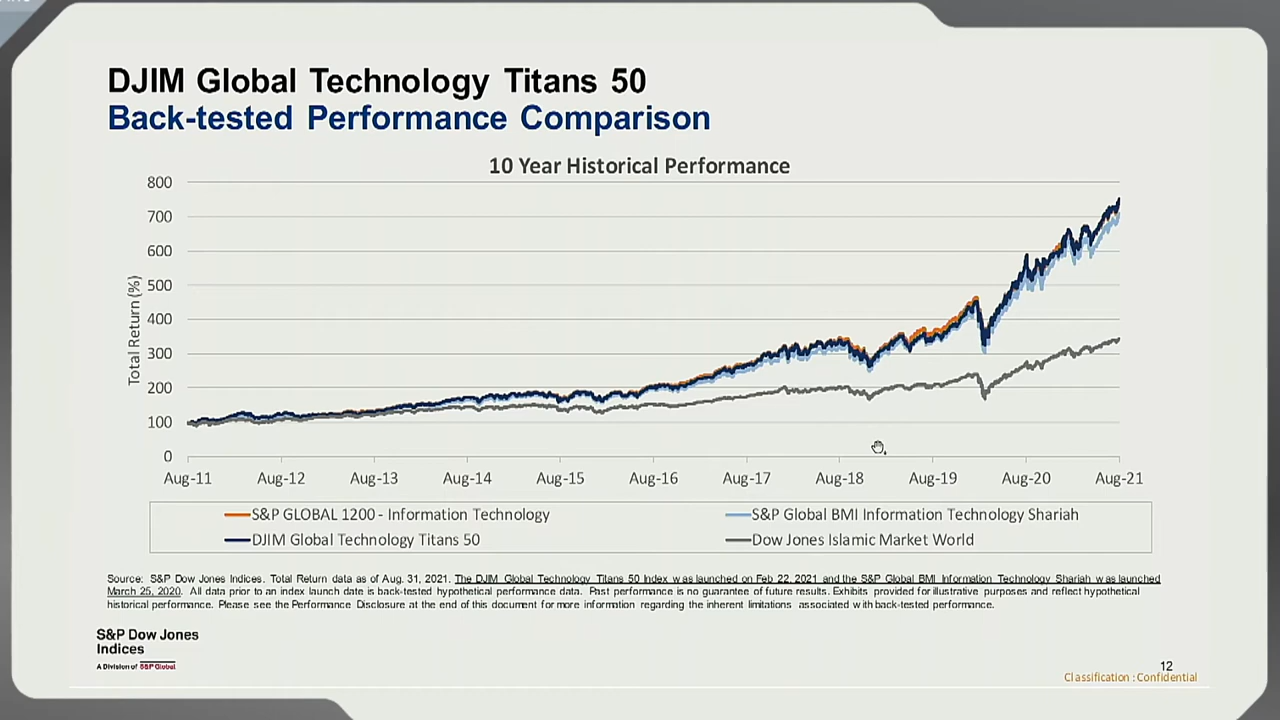 DJIM Global Technology Titans 50
Back-tested Performance Comparison
10 Year Historical Performance
Total Return (%)
800
700
600
500
400
300
200
100
0
Aug-11 Aug-12 Aug-13 Aug-14 Aug-15 Aug-16 Aug-17 Aug-18 Aug-19 Aug-20 Aug-21
S&P GLOBAL 1200 - Information Technology S&P Global BMI Information Technology Shariah
DJIM Global Technology Titans 50 Dow Jones Islamic Market World
Source: S&P Dow Jones Indices. Total Return data as of Aug. 31, 2021. The DJIM Global Technology Titans 50 Index was launched on Feb 22, 2021 and the S&P Global BMI Information Technology Shariah was launched
March 25, 2020. All data prior to an index launch date is back-tested hypothetical performance data. Past performance is no guarantee of future results. Exhibits provided for illustrative purposes and reflect hypothetical
historical performance. Please see the Performance Disclosure at the end of this document for more information regarding the inherent limitations associated with back-tested performance.
S&P Dow Jones
Indices
A Division of S&P Global
12
Classification : Confidential